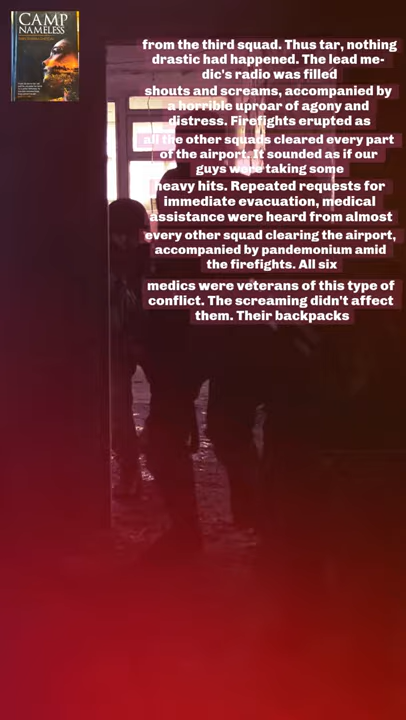 CAMP
NAMELESS
from the third squad. Thus tar, nothing
drastic had happened. The lead me-
dic's radio was filled
shouts and screams, accompanied by
a horrible uproar of agony and
distress. Firefights erupted as
all the other squads cleared every part
of the airport. It sounded as if our
guys were taking some
heavy hits. Repeated requests for
immediate evacuation, medical
assistance were heard from almost
every other squad clearing the airport,
accompanied by pandemonium amid
the firefights. All six
medics were veterans of this type of
conflict. The screaming didn't affect
them. Their backpacks